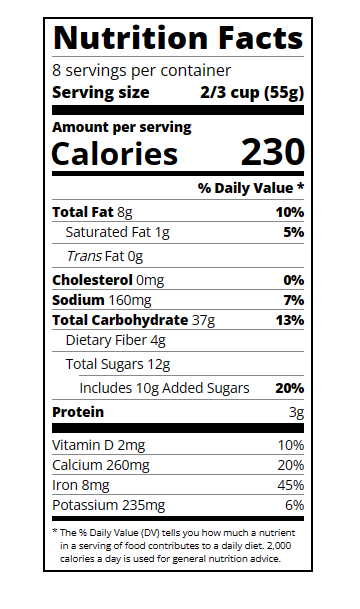 Nutrition Facts
8 servings per container
Serving size 2/3 cup (55g)
Amount per serving
Calories 230
% Daily Value *
Total Fat 8g 10%
Saturated Fat 1g 5%
Trans Fat 0g
Cholesterol 0mg 0%
Sodium 160mg 7%
Total Carbohydrate 37g 13%
Dietary Fiber 4g
Total Sugars 12g
Includes 10g Added Sugars 20%
Protein 3g
Vitamin D 2mg 10%
Calcium 260mg 20%
Iron 8mg 45%
Potassium 235mg 6%
* The % Daily Value (DV) tells you how much a nutrient
in a serving of food contributes to a daily diet. 2,000
calories a day is used for general nutrition advice.